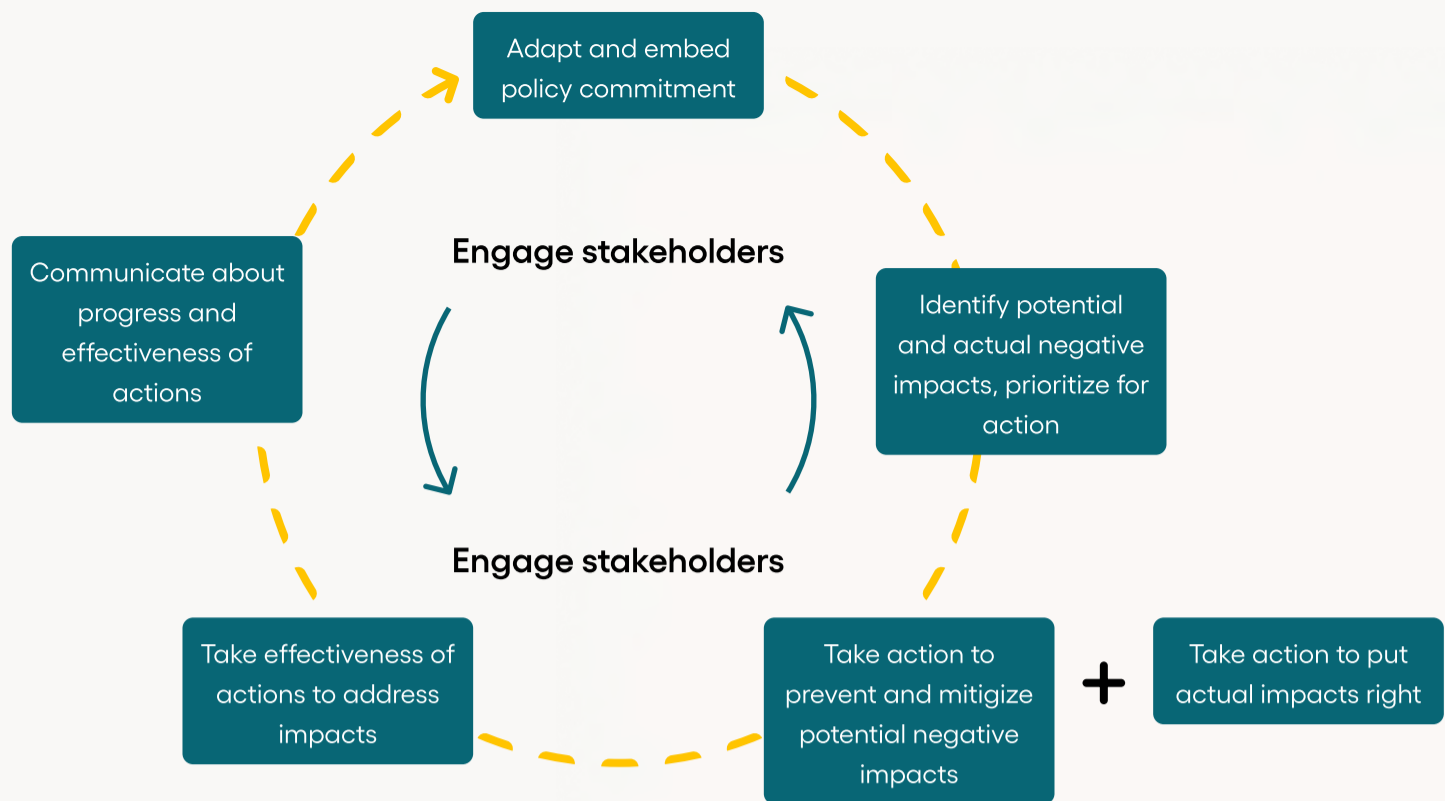 Adapt and embed
policy commitment
Engage stakeholders
Communicate about
progress and
effectiveness of
actions
Identify potential
and actual negative
impacts, prioritize for
action
Engage stakeholders
Take effectiveness of
actions to address
impacts
Take action to
prevent and mitigize
potential negative
impacts
+
Take action to put
actual impacts right